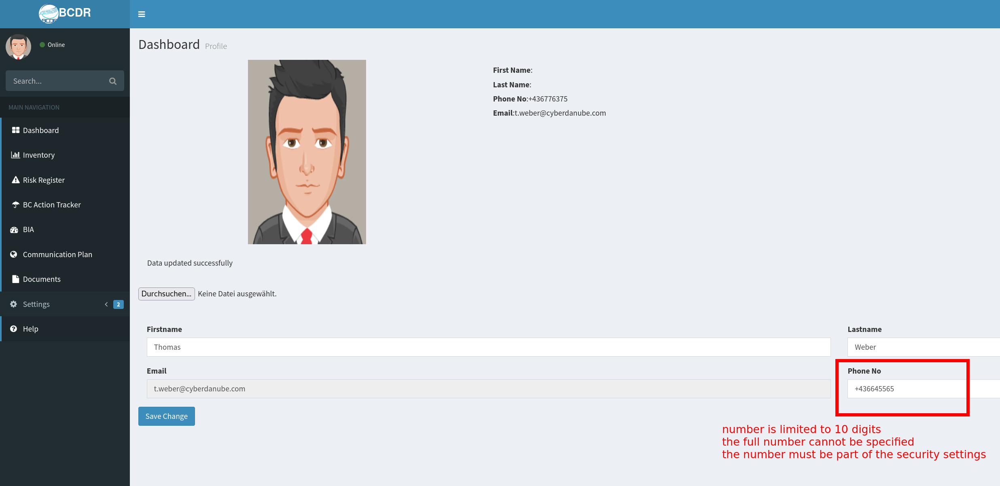 BCDR
BCDR
Online
Search...
MAIN NAVIGATION
Dashboard
Inventory
Risk Register
BC Action Tracker
BIA
Communication Plan
Documents
Settings 2
Help
Dashboard Profile
First Name:
Last Name:
Phone No:+436776375
Email:t.weber@cyberdanube.com
Data updated successfully
Durchsuchen... Keine Datei ausgewählt.
Firstname
Thomas
Lastname
Weber
Email
t.weber@cyberdanube.com
Phone No
+436645565
Save Change
number is limited to 10 digits
the full number cannot be specified
the number must be part of the security settings